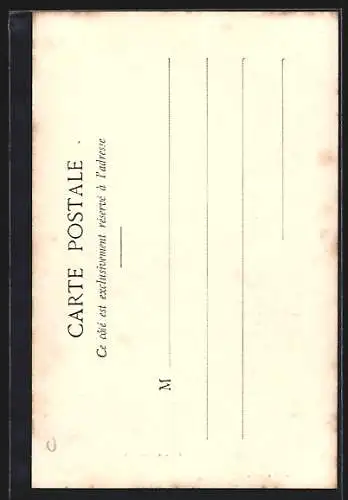 CARTE POSTALE.
Ce côté est exclusivement réservé à l'adresse
M